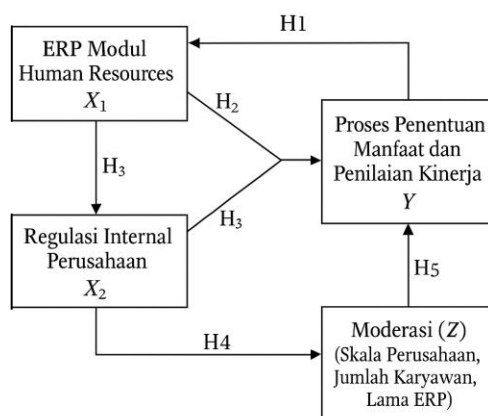 H1
ERP Modul
Human Resources
X₁
H₂
Proses Penentuan
Manfaat dan
Penilaian Kinerja
Y
H₃
H₃
Regulasi Internal
Perusahaan
X₂
H5
H4
Moderasi (Z)
(Skala Perusahaan,
Jumlah Karyawan,
Lama ERP)